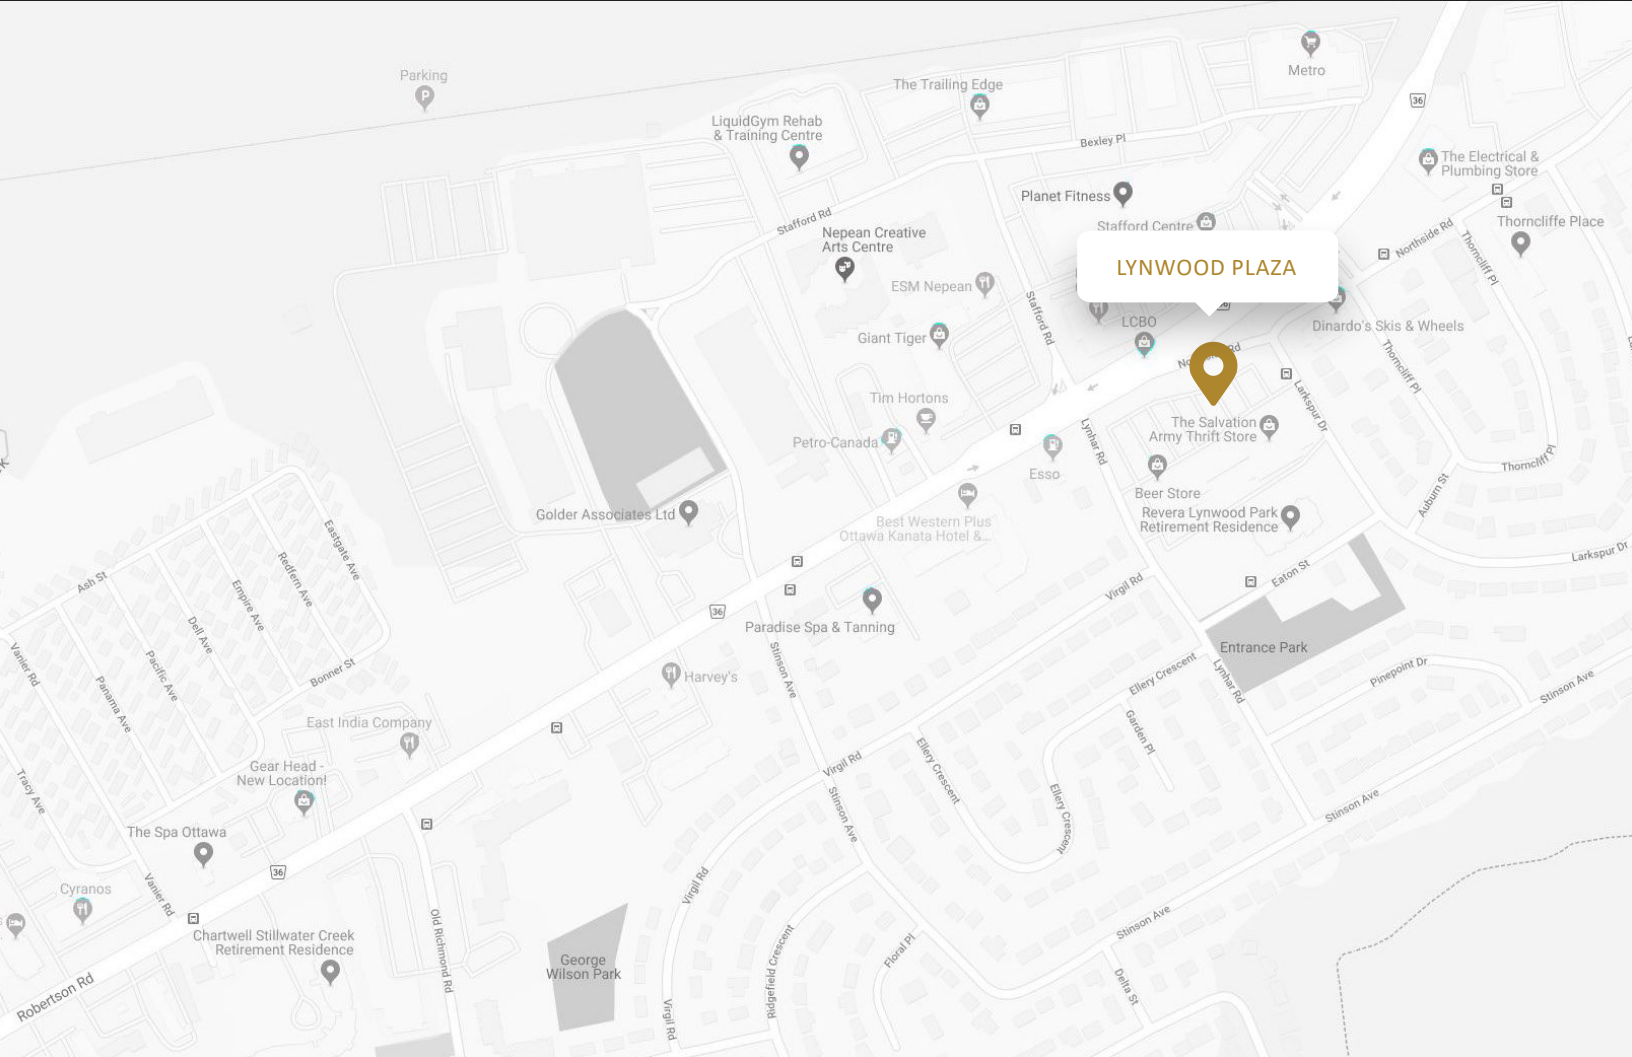 Parking
P
The Trailing Edge
Metro
36
LiquidGym Rehab
& Training Centre
Bexley Pl
The Electrical &
Plumbing Store
Planet Fitness
Stafford Rd
Stafford Centre
Thorncliffe Place
Nepean Creative
Arts Centre
Northside Rd
Thorncliff Pl
LYNWOOD PLAZA
ESM Nepean
Stafford Rd
LCBO
Dinardo's Skis & Wheels
Giant Tiger
Thorncliff Pl
Larkspur Dr
Tim Hortons
Petro-Canada
Lynhar Rd
The Salvation
Army Thrift Store
Esso
Thorncliff Pl
Beer Store
Auburn St
Golder Associates Ltd
Best Western Plus
Ottawa Kanata Hotel &...
Revera Lynwood Park
Retirement Residence
Larkspur Dr
Eastgate Ave
Redfern Ave
Ash St
Empire Ave
Dell Ave
Eaton St
Virgil Rd
36
Paradise Spa & Tanning
Entrance Park
Vanier Rd
Pacific Ave
Panama Ave
Bonner St
Stinson Ave
Harvey's
Ellery Crescent
Lynhar Rd
Pinepoint Dr
Stinson Ave
East India Company
Garden Pl
Gear Head -
New Location!
Virgil Rd
Ellery Crescent
Tracy Ave
Stinson Ave
Ellery Crescent
Stinson Ave
The Spa Ottawa
36
Vanier Rd
Virgil Rd
Cyranos
Chartwell Stillwater Creek
Retirement Residence
Old Richmond Rd
Stinson Ave
George
Wilson Park
Ridgefield Crescent
Floral Pl
Robertson Rd
Delta St
Virgil Rd